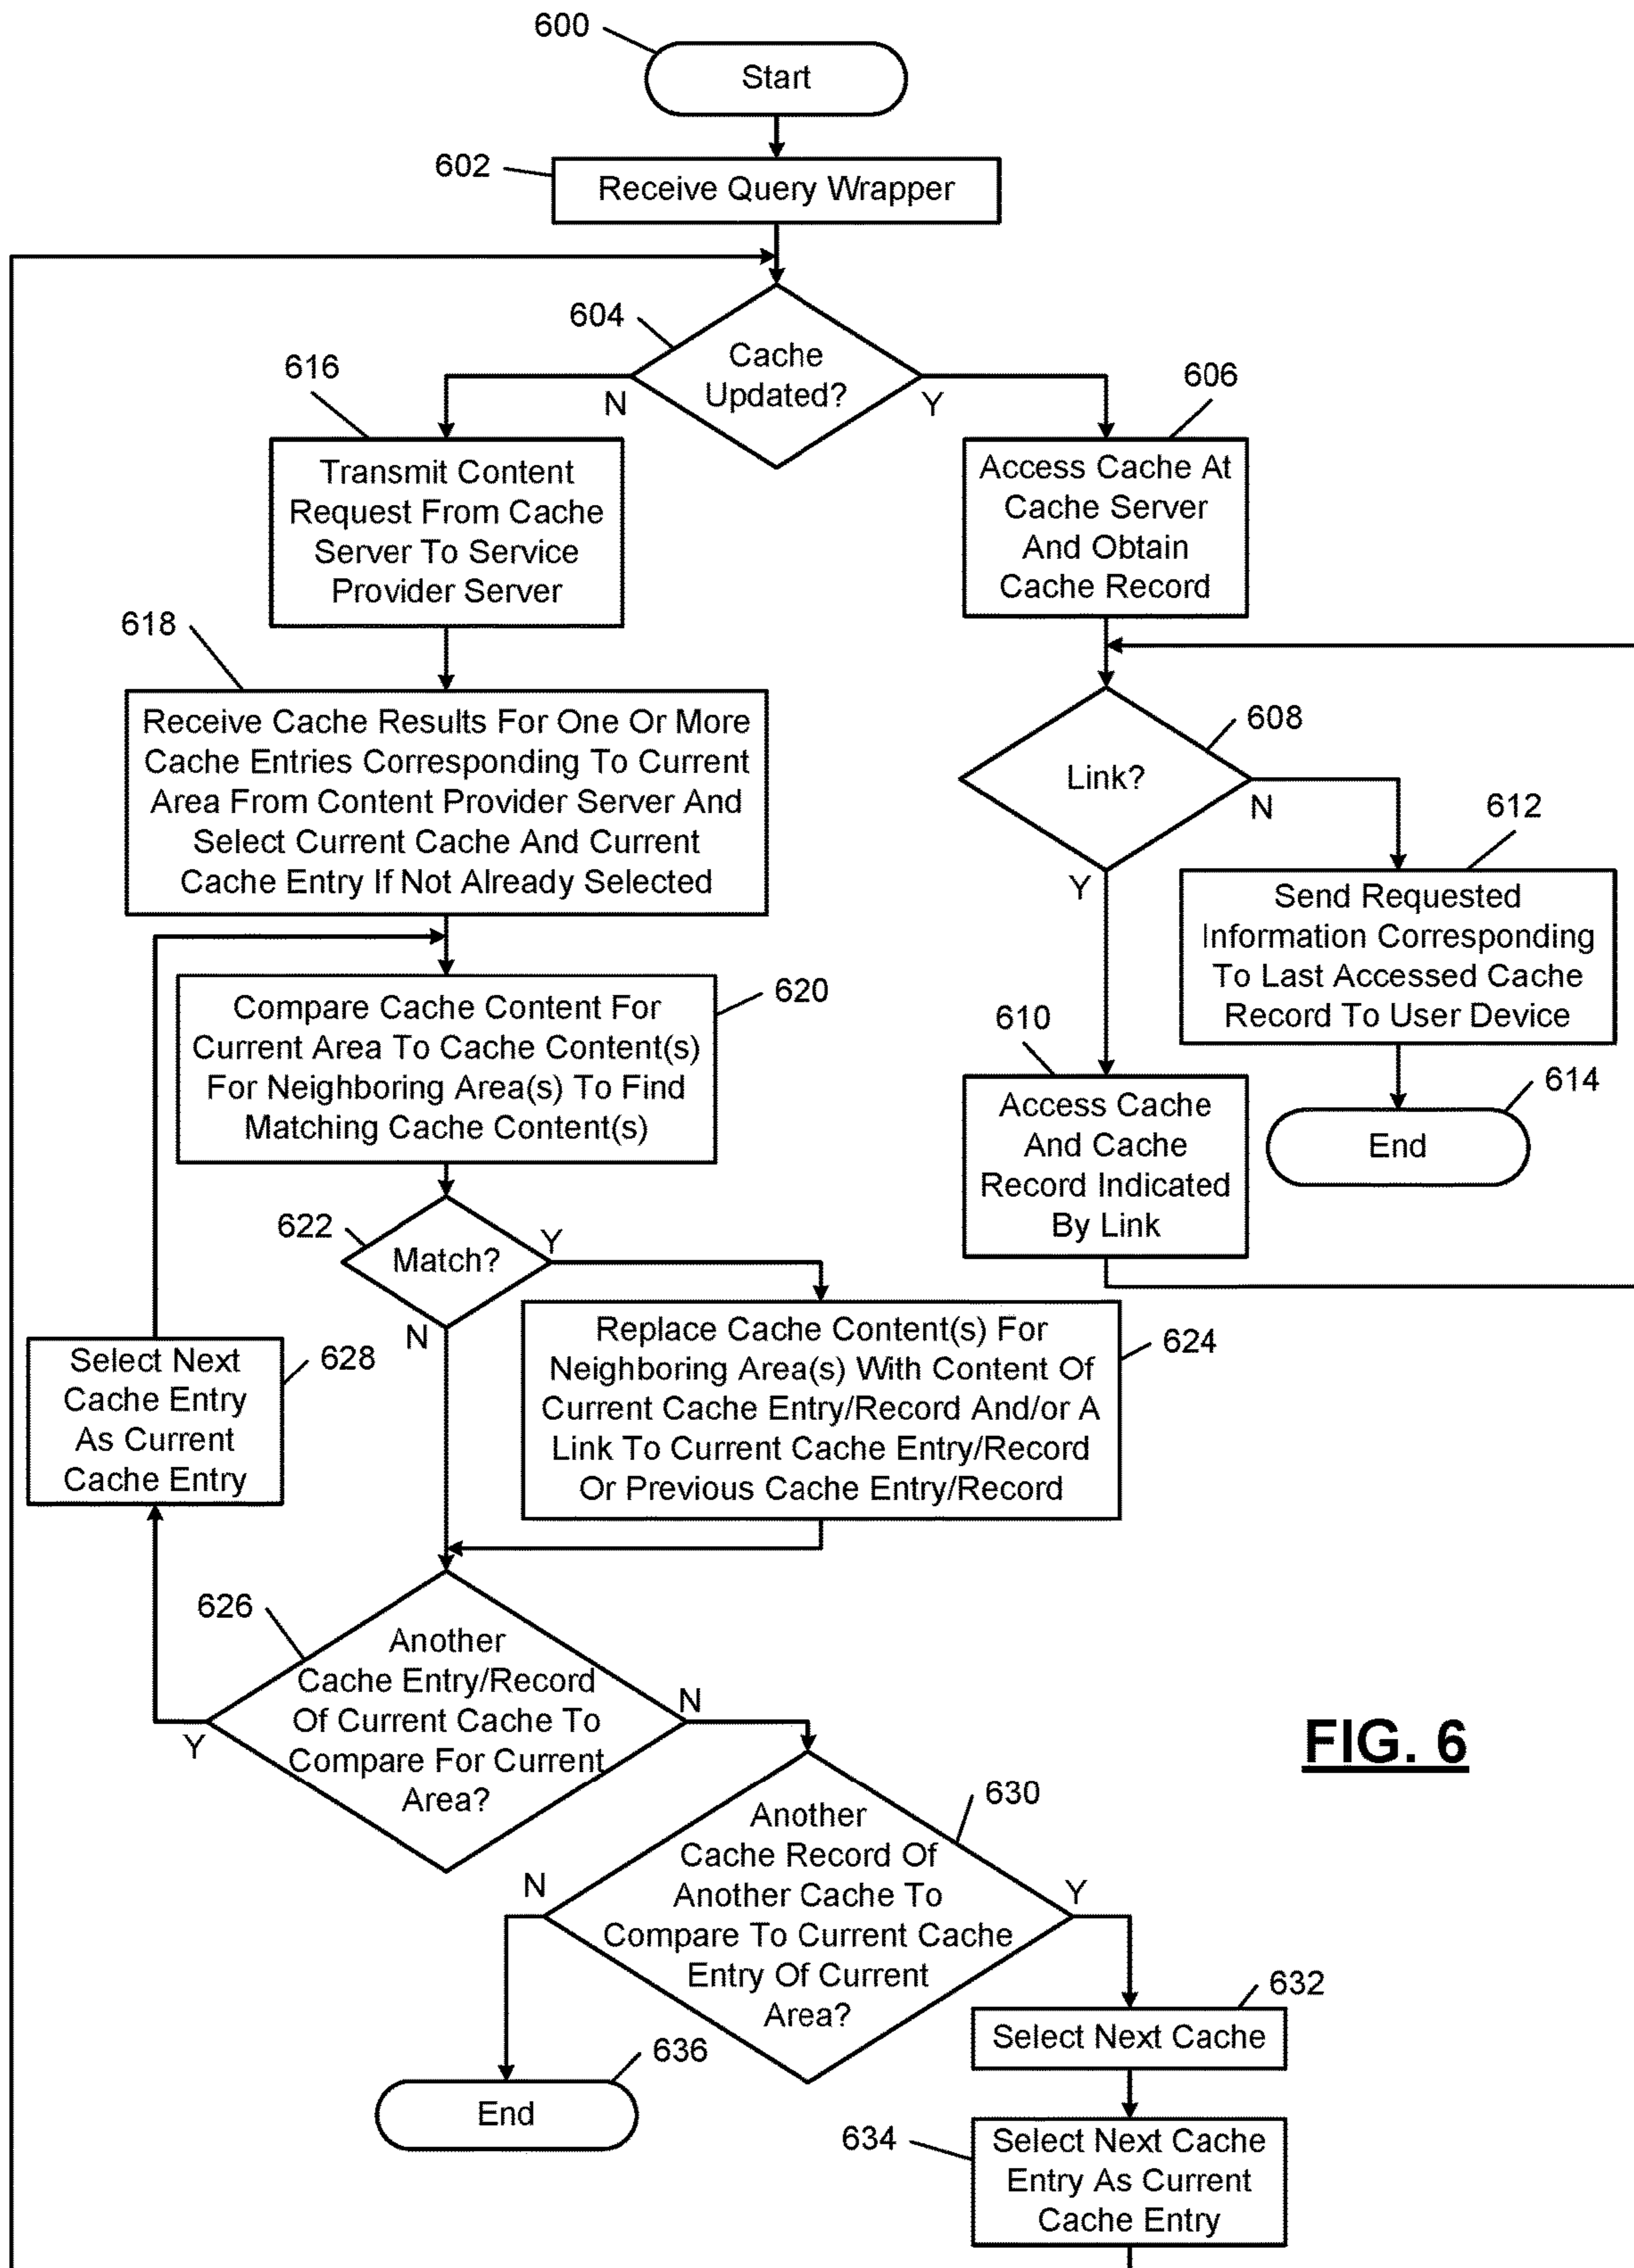 600
Start
602
Receive Query Wrapper
604
Cache
Updated?
N
Y
616
Transmit Content
Request From Cache
Server To Service
Provider Server
606
Access Cache At
Cache Server
And Obtain
Cache Record
618
Receive Cache Results For One Or More
Cache Entries Corresponding To Current
Area From Content Provider Server And
Select Current Cache And Current
Cache Entry If Not Already Selected
608
Link?
N
Y
612
Send Requested
Information Corresponding
To Last Accessed Cache
Record To User Device
614
End
610
Access Cache
And Cache
Record Indicated
By Link
620
Compare Cache Content For
Current Area To Cache Content(s)
For Neighboring Area(s) To Find
Matching Cache Content(s)
622
Match?
Y
N
624
Replace Cache Content(s) For
Neighboring Area(s) With Content Of
Current Cache Entry/Record And/or A
Link To Current Cache Entry/Record
Or Previous Cache Entry/Record
628
Select Next
Cache Entry
As Current
Cache Entry
626
Another
Cache Entry/Record
Of Current Cache To
Compare For Current
Area?
Y
N
630
Another
Cache Record Of
Another Cache To
Compare To Current Cache
Entry Of Current
Area?
N
Y
636
End
632
Select Next Cache
634
Select Next Cache
Entry As Current
Cache Entry
FIG. 6